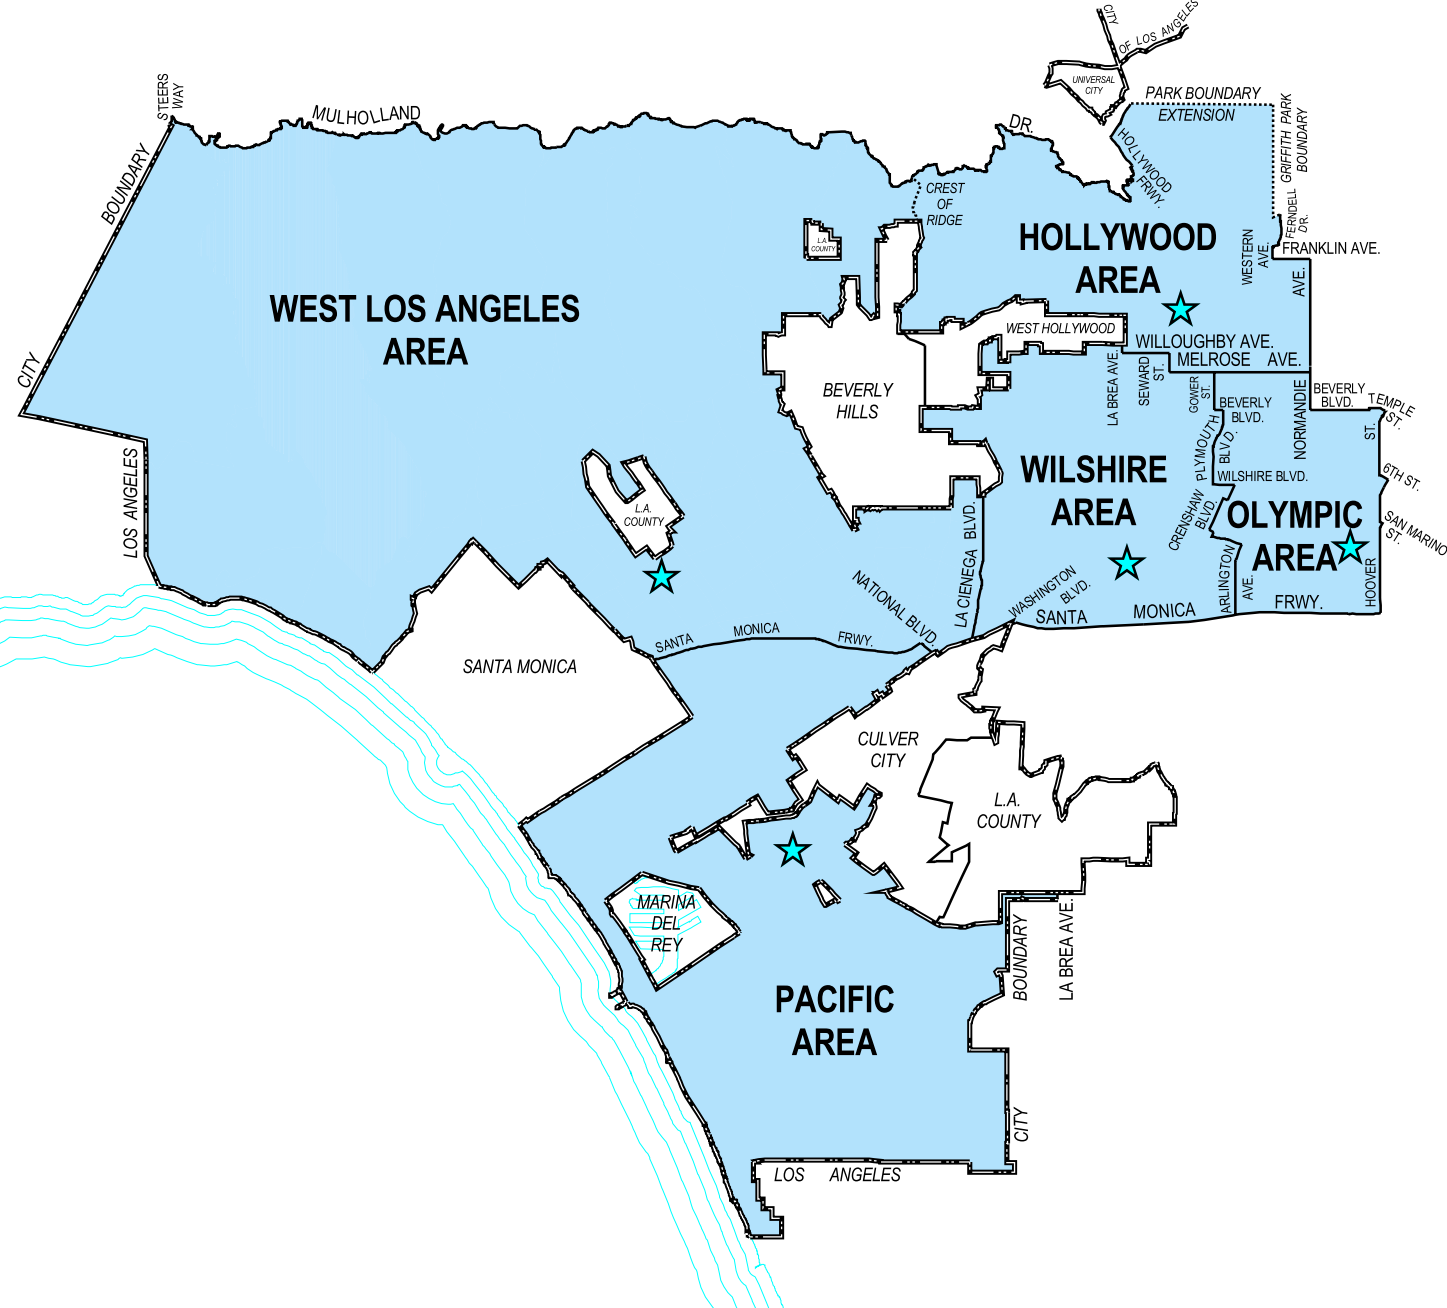 CITY
OF LOS ANGELES
UNIVERSAL
CITY
STEERS
WAY
MULHOLLAND
DR.
PARK BOUNDARY
EXTENSION
GRIFFITH PARK
BOUNDARY
HOLLYWOOD
FRWY.
CITY BOUNDARY
CREST
OF
RIDGE
FERNDELL
DR.
L.A.
COUNTY
HOLLYWOOD
AREA
WESTERN
AVE.
FRANKLIN AVE.
AVE.
WEST LOS ANGELES
AREA
WEST HOLLYWOOD
WILLOUGHBY AVE.
MELROSE AVE.
LA BREA AVE.
SEWARD
ST.
GOWER
ST.
BEVERLY
HILLS
BEVERLY
BLVD.
NORMANDIE
BEVERLY
BLVD.
TEMPLE
ST.
ST.
PLYMOUTH
BLVD.
LOS ANGELES
WILSHIRE
AREA
WILSHIRE BLVD.
6TH ST.
CRENSHAW
BLVD.
OLYMPIC
AREA
SAN MARINO
ST.
L.A.
COUNTY
LA CIENEGA BLVD.
NATIONAL BLVD.
WASHINGTON
BLVD.
ARLINGTON
AVE.
HOOVER
SANTA MONICA FRWY.
SANTA MONICA FRWY.
SANTA MONICA
CULVER
CITY
L.A.
COUNTY
MARINA
DEL
REY
BOUNDARY
LA BREA AVE.
PACIFIC
AREA
CITY
LOS ANGELES